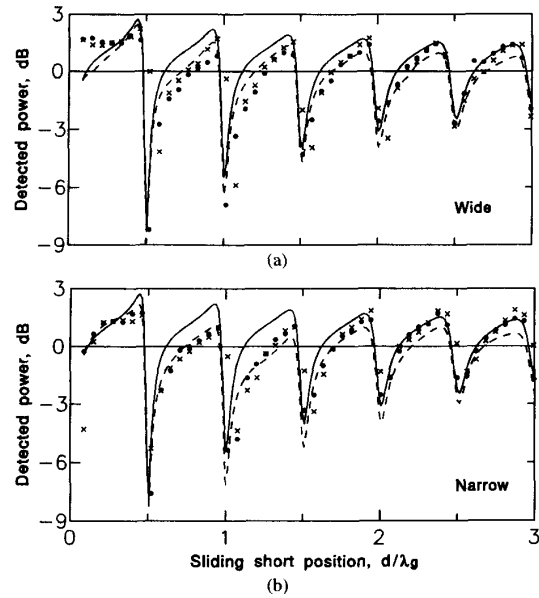 3
0
−3
−6
−9
Detected power, dB
Wide
(a)
3
0
−3
−6
−9
Detected power, dB
Narrow
0 1 2 3
Sliding short position, d/λg
(b)